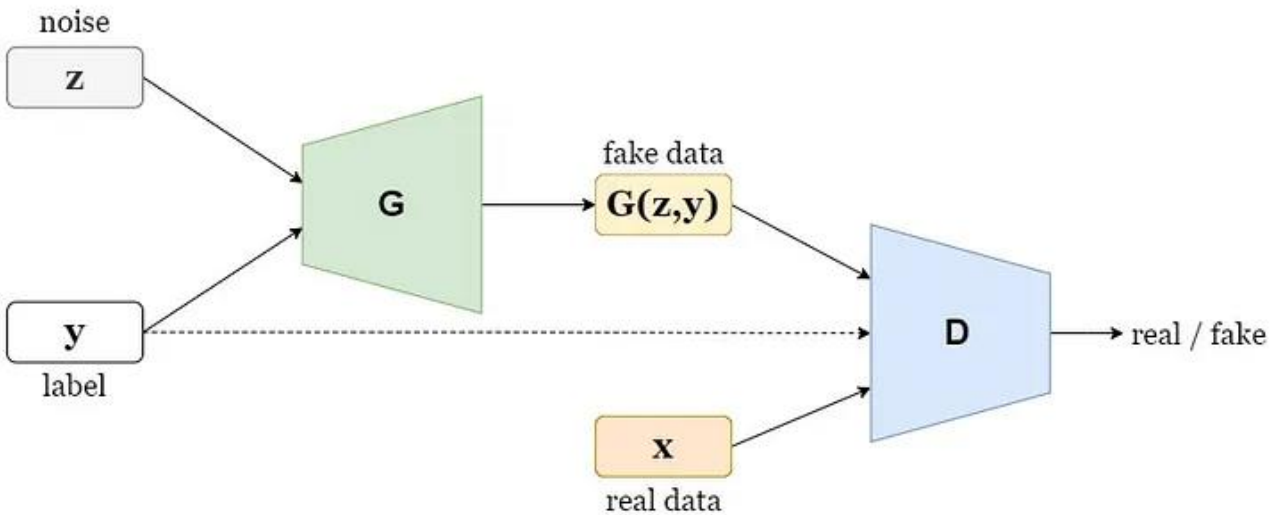 noise
z
G
fake data
G(z,y)
y
label
D
real / fake
x
real data